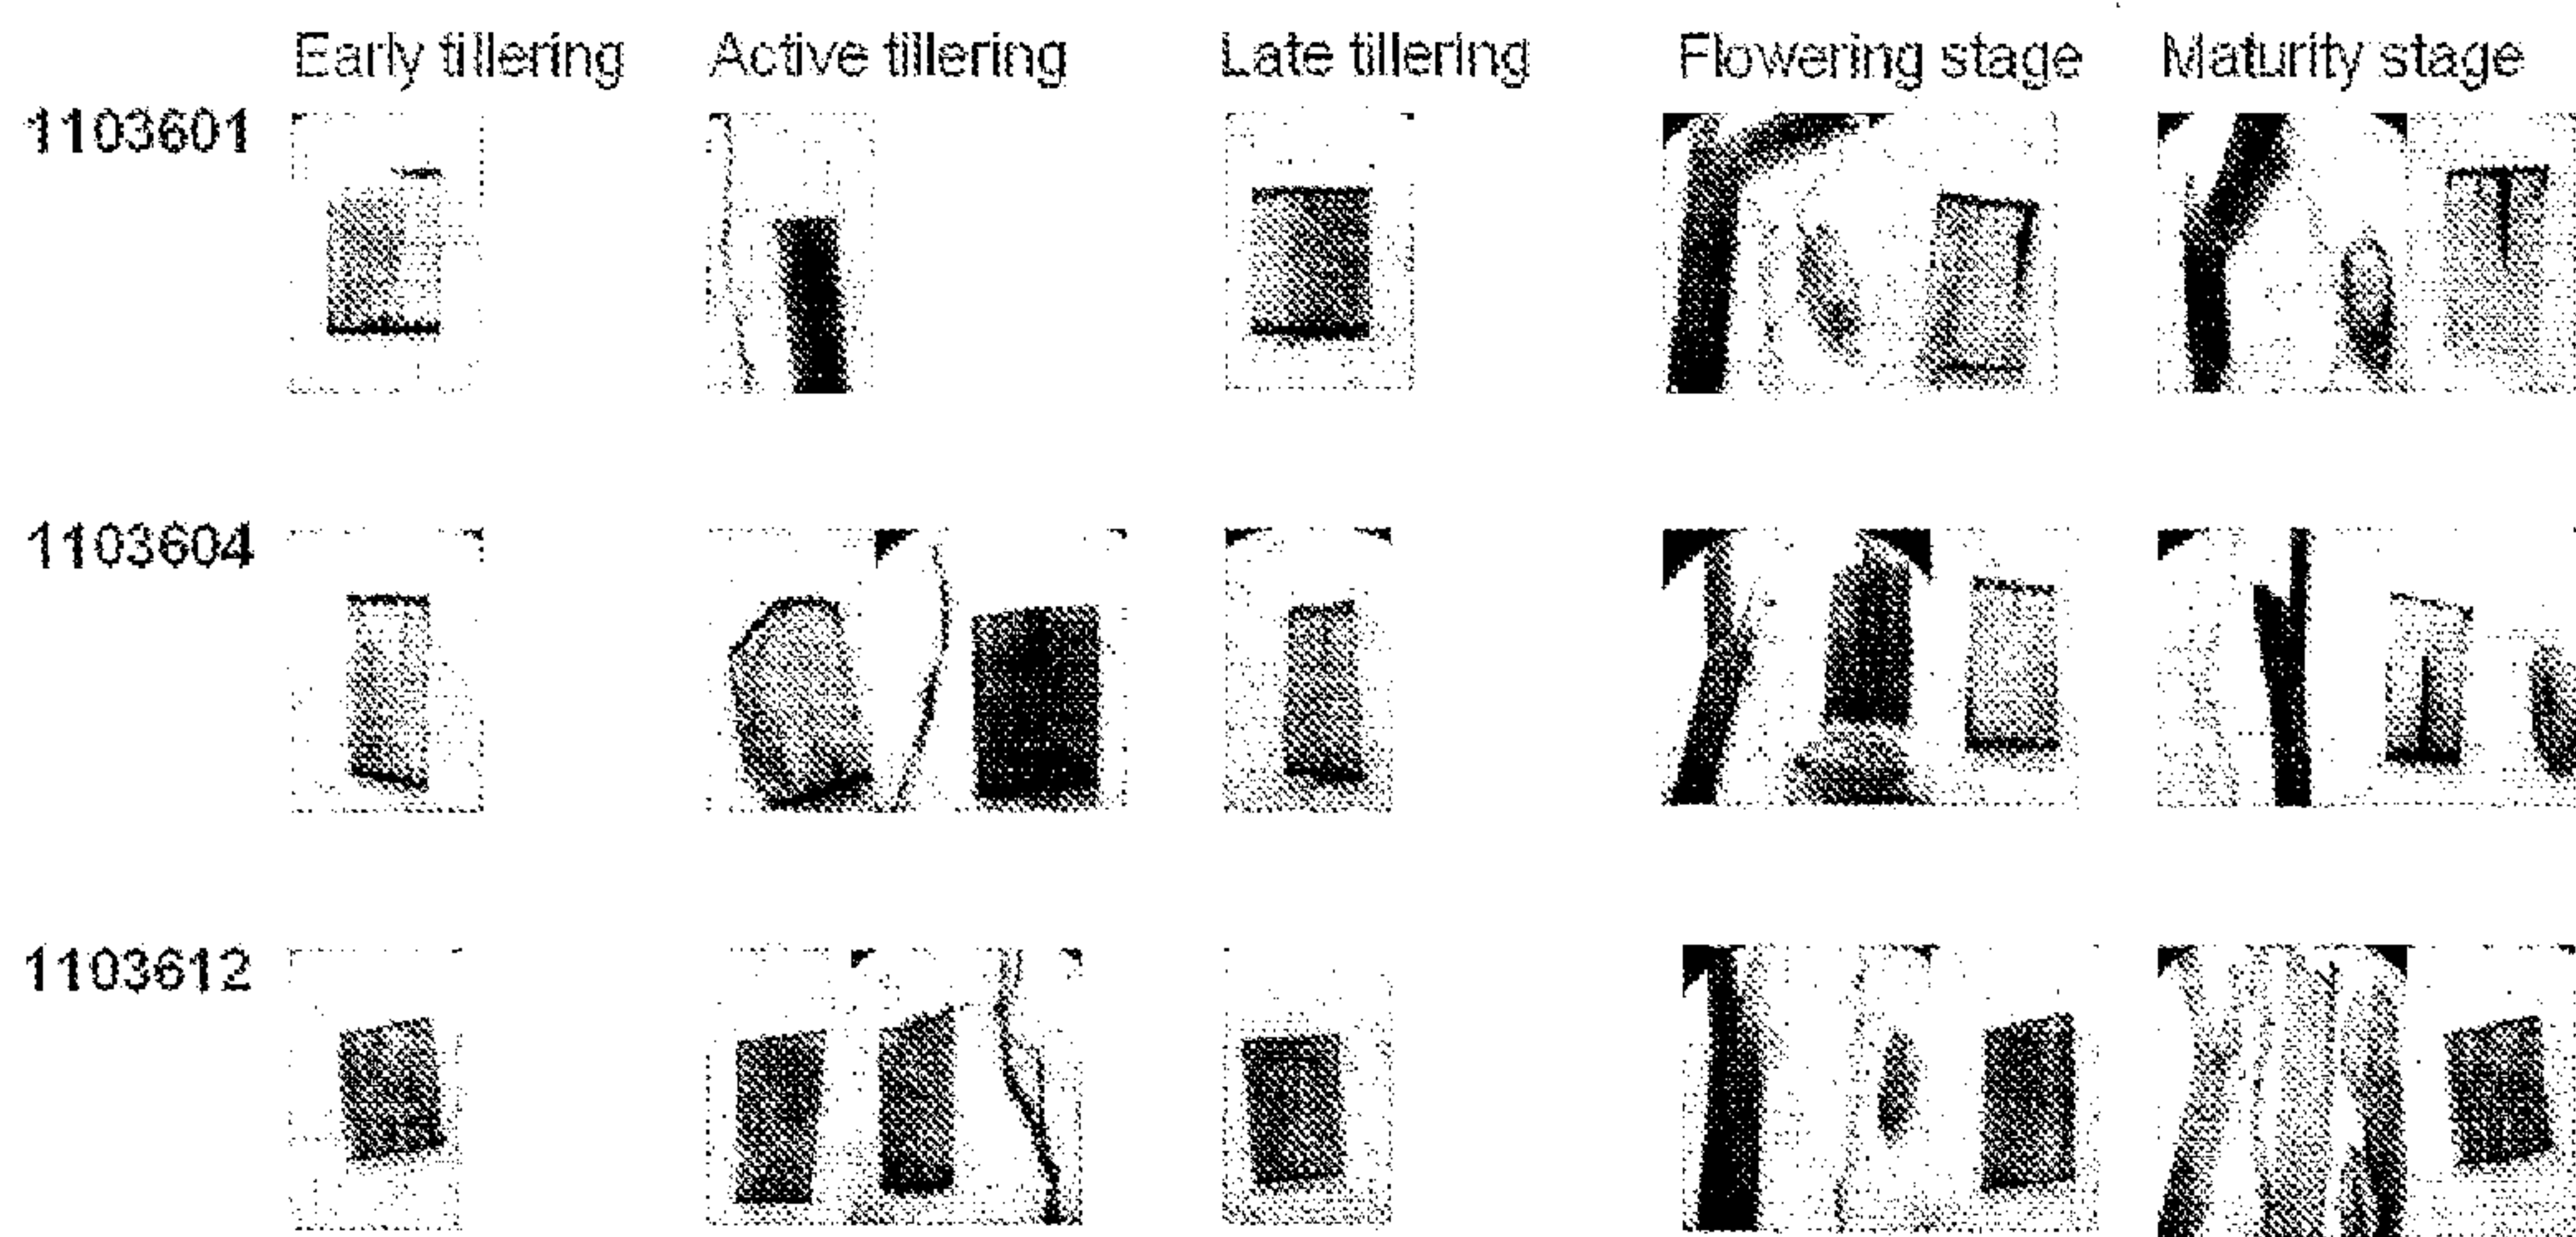 Early tillering Active tillering Late tillering Flowering stage Maturity stage
1103601
1103604
1103612